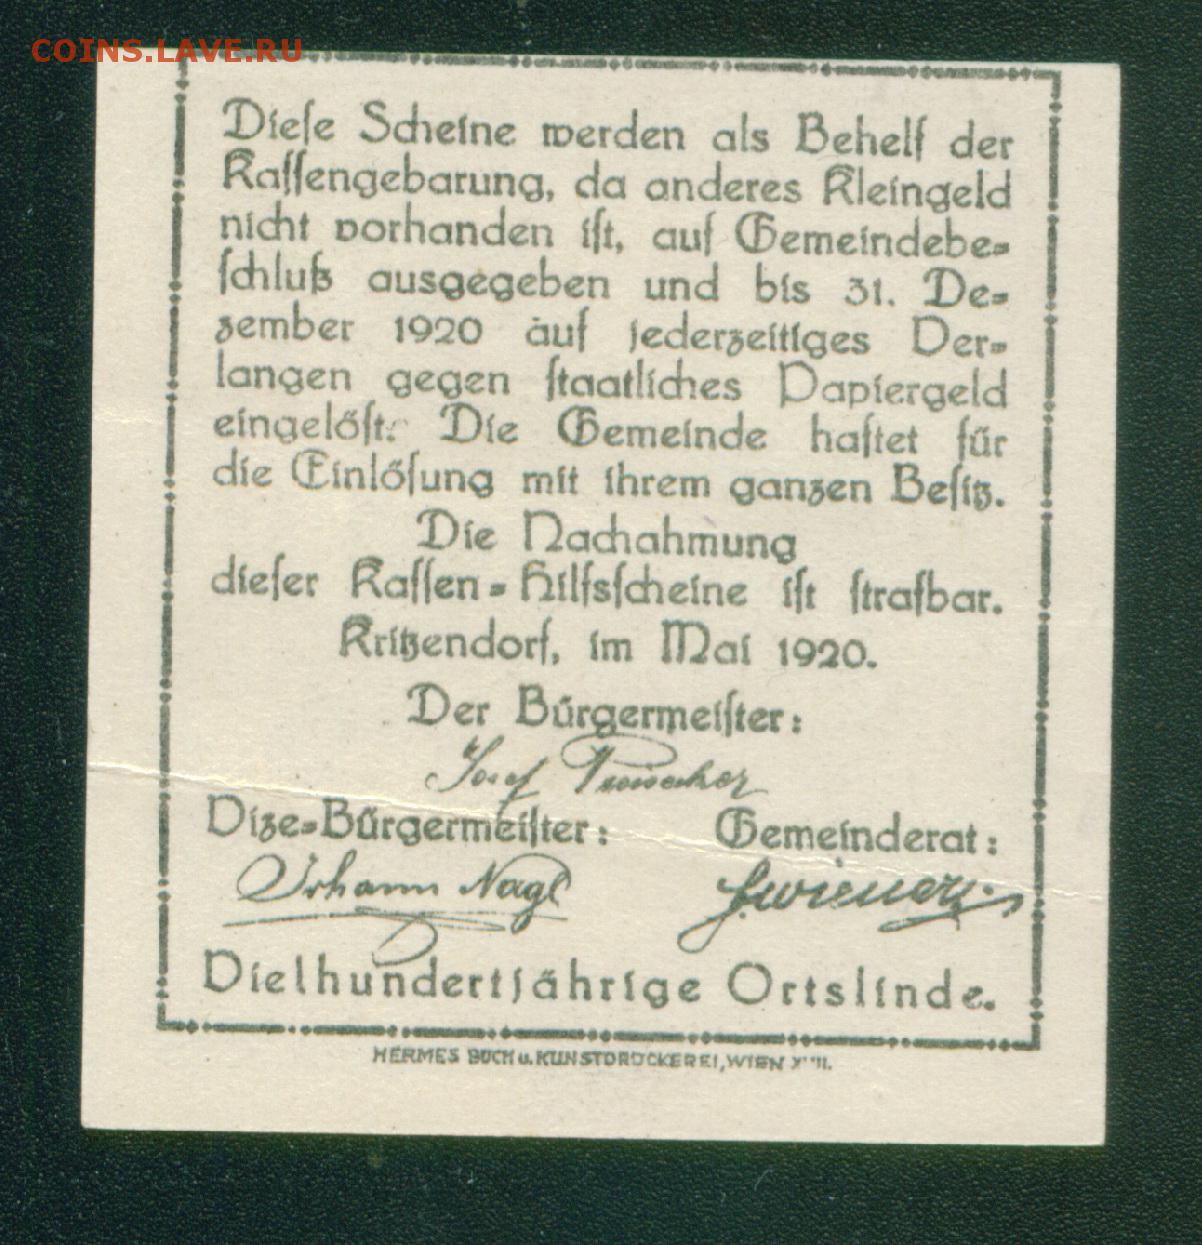 COINS.LAVE.RU
Dieſe Scheine werden als Behelf der
Kaſſengebarung, da anderes Kleingeld
nicht vorhanden iſt, auf Gemeindebe-
ſchluß ausgegeben und bis 31. De-
zember 1920 auf jederzeitiges Ver-
langen gegen ſtaatliches Papiergeld
eingelöſt. Die Gemeinde haftet für
die Einlöſung mit ihrem ganzen Beſitz.
Die Nachahmung
dieſer Kaſſen-Hilfsſcheine iſt ſtrafbar.
Kritzendorf, im Mai 1920.
Der Bürgermeiſter:
Josef
Vize-Bürgermeiſter: Gemeinderat:
Johann Nagl
Vielhundertjährige Ortslinde.
HERMES BUCH u. KUNSTDRUCKEREI, WIEN